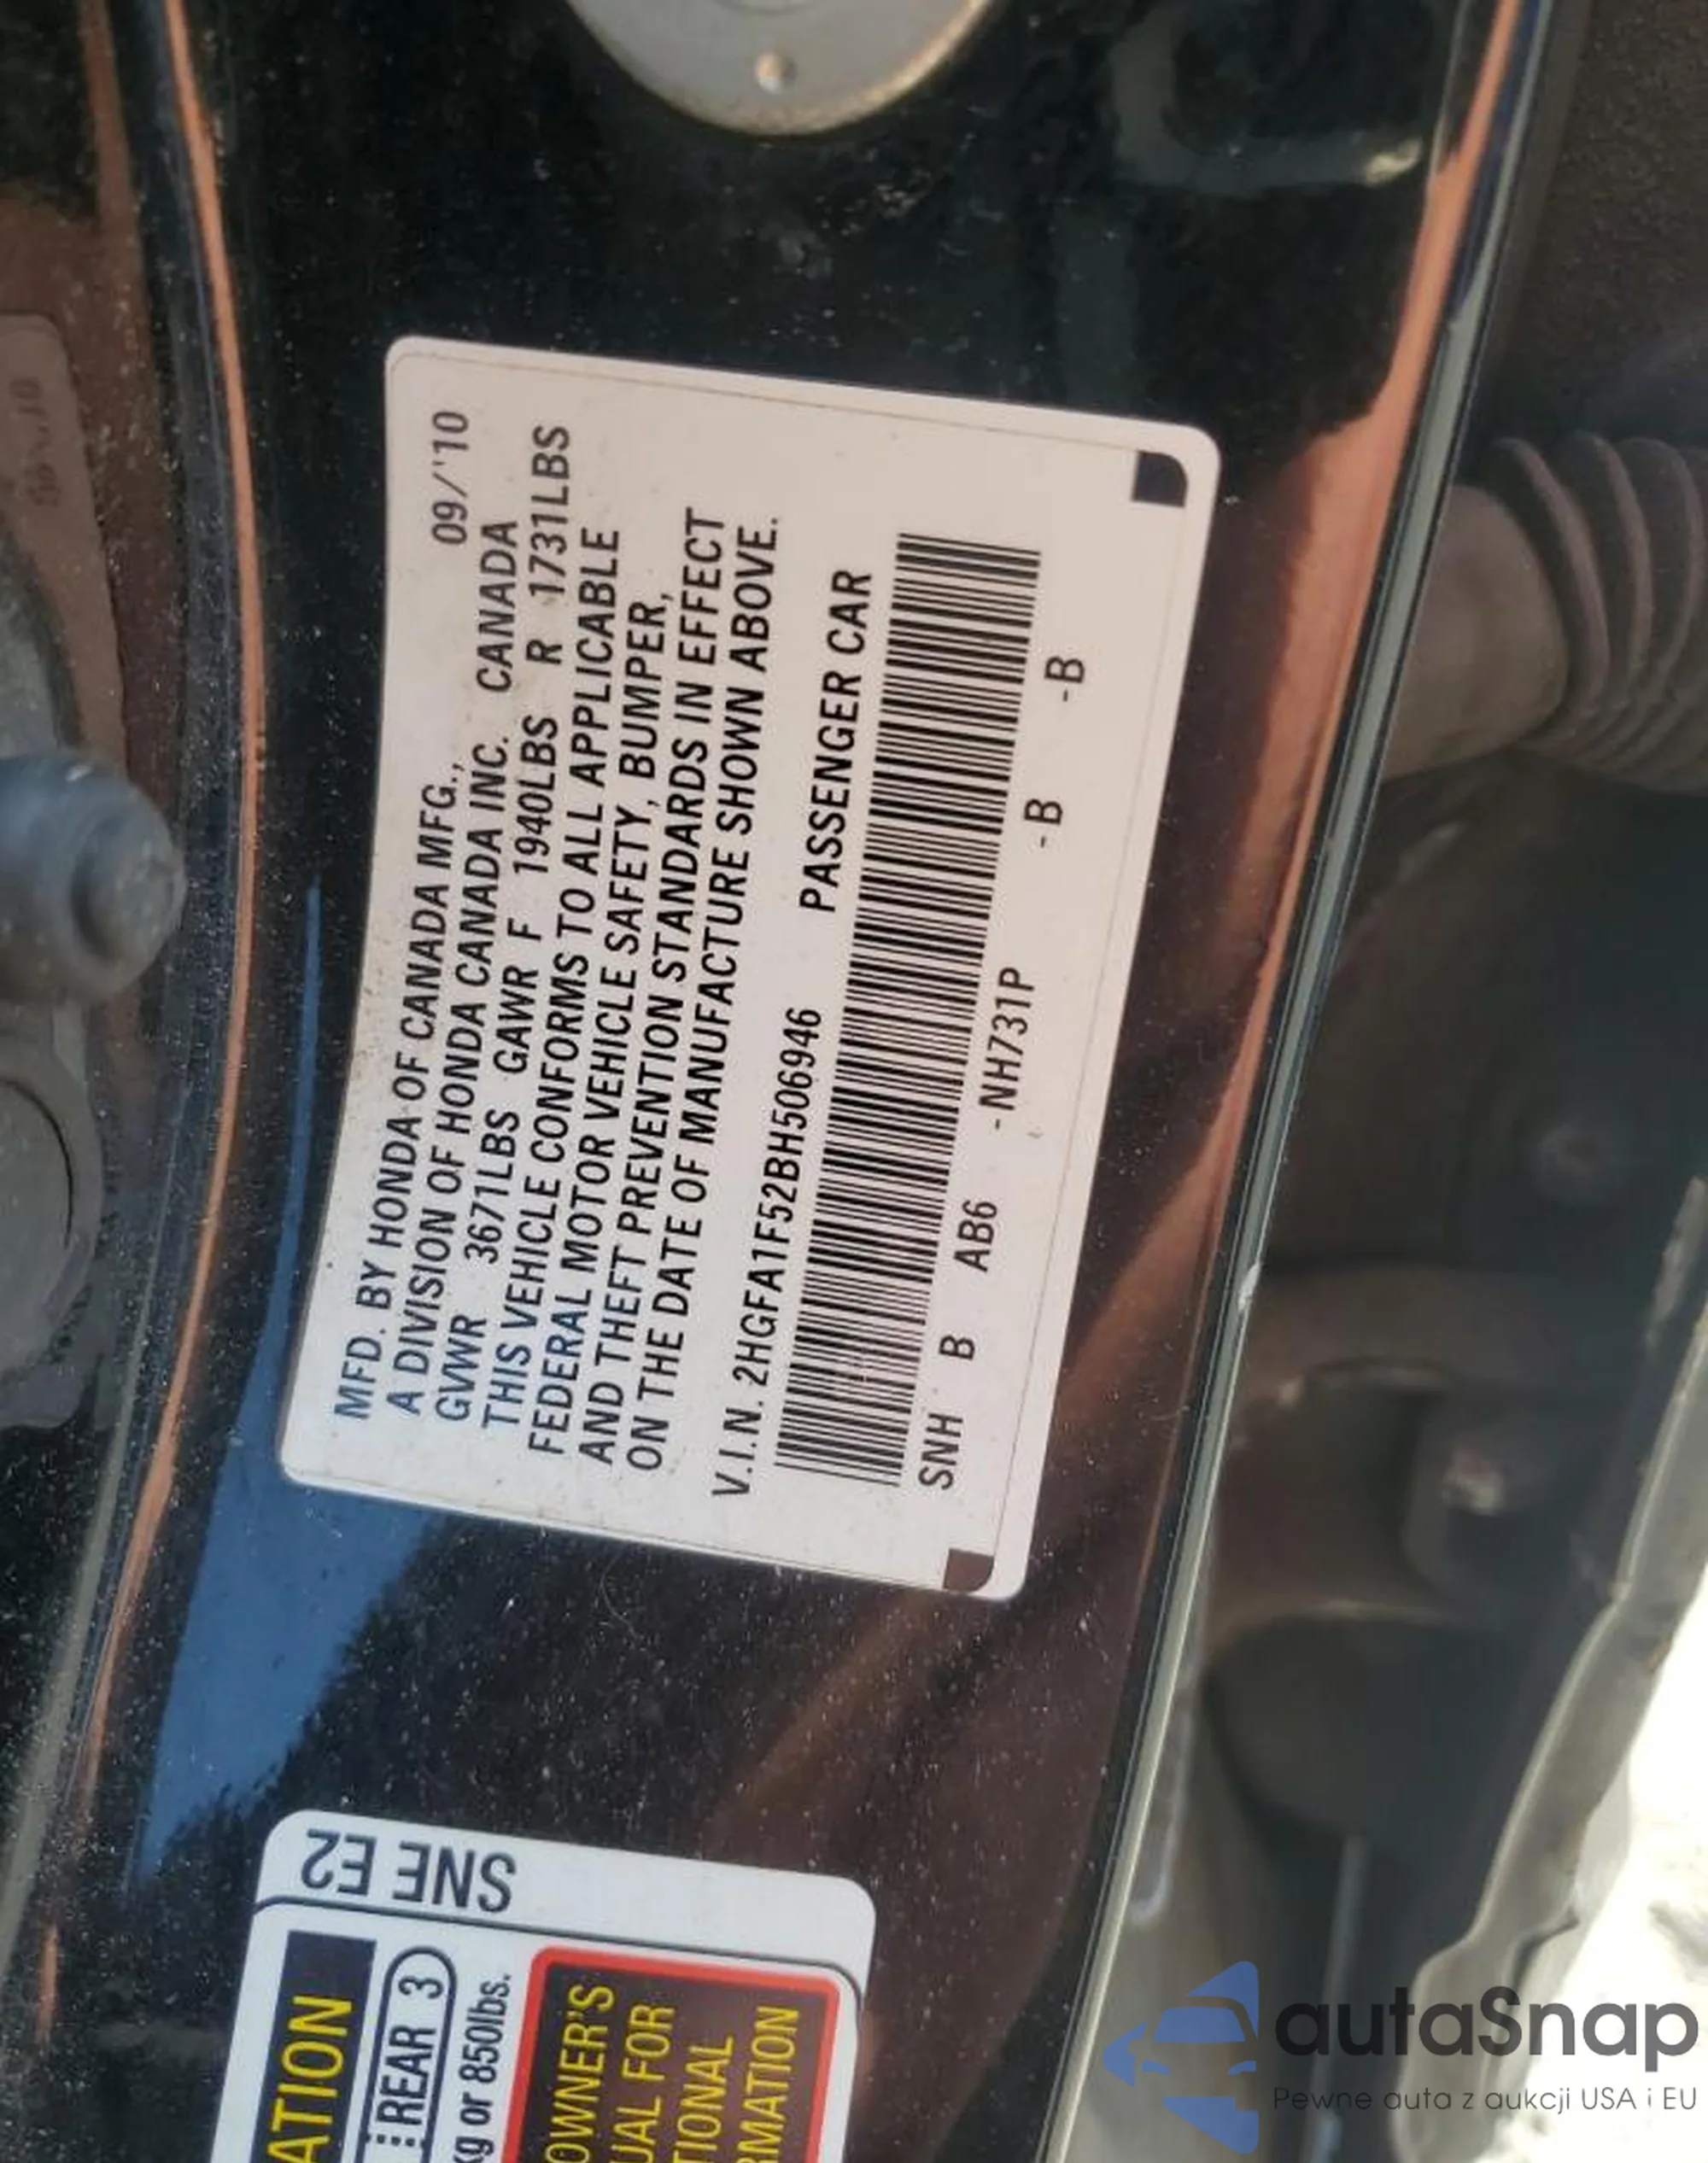 MFD. BY HONDA OF CANADA MFG., 09/'10
A DIVISION OF HONDA CANADA INC. CANADA
GVWR 3671LBS GAWR F 1940LBS R 1731LBS
THIS VEHICLE CONFORMS TO ALL APPLICABLE
FEDERAL MOTOR VEHICLE SAFETY, BUMPER,
AND THEFT PREVENTION STANDARDS IN EFFECT
ON THE DATE OF MANUFACTURE SHOWN ABOVE.
V.I.N. 2HGFA1F52BH506946 PASSENGER CAR
SNH B AB6 -NH731P -B -B
SNE E2
ATION
REAR 3
kg or 850lbs.
OWNER'S
UAL FOR
TIONAL
RMATION
autaSnap
Pewne auta z aukcji USA i EU